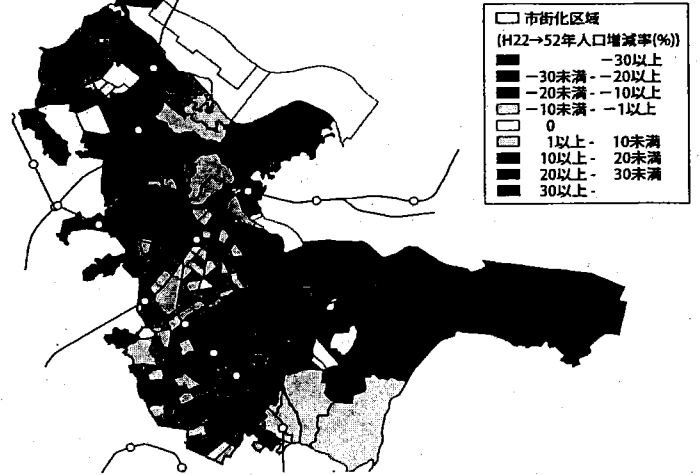 市街化区域
(H22→52年人口増減率(%))
-30以上
-30未満 - -20以上
-20未満 - -10以上
-10未満 - -1以上
0
1以上 - 10未満
10以上 - 20未満
20以上 - 30未満
30以上 -